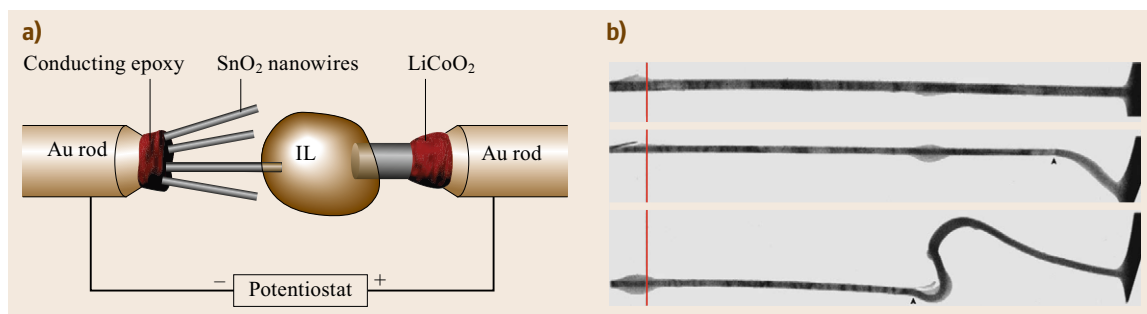 a)
Conducting epoxy
SnO₂ nanowires
LiCoO₂
Au rod
IL
Au rod
–
Potentiostat
+
b)